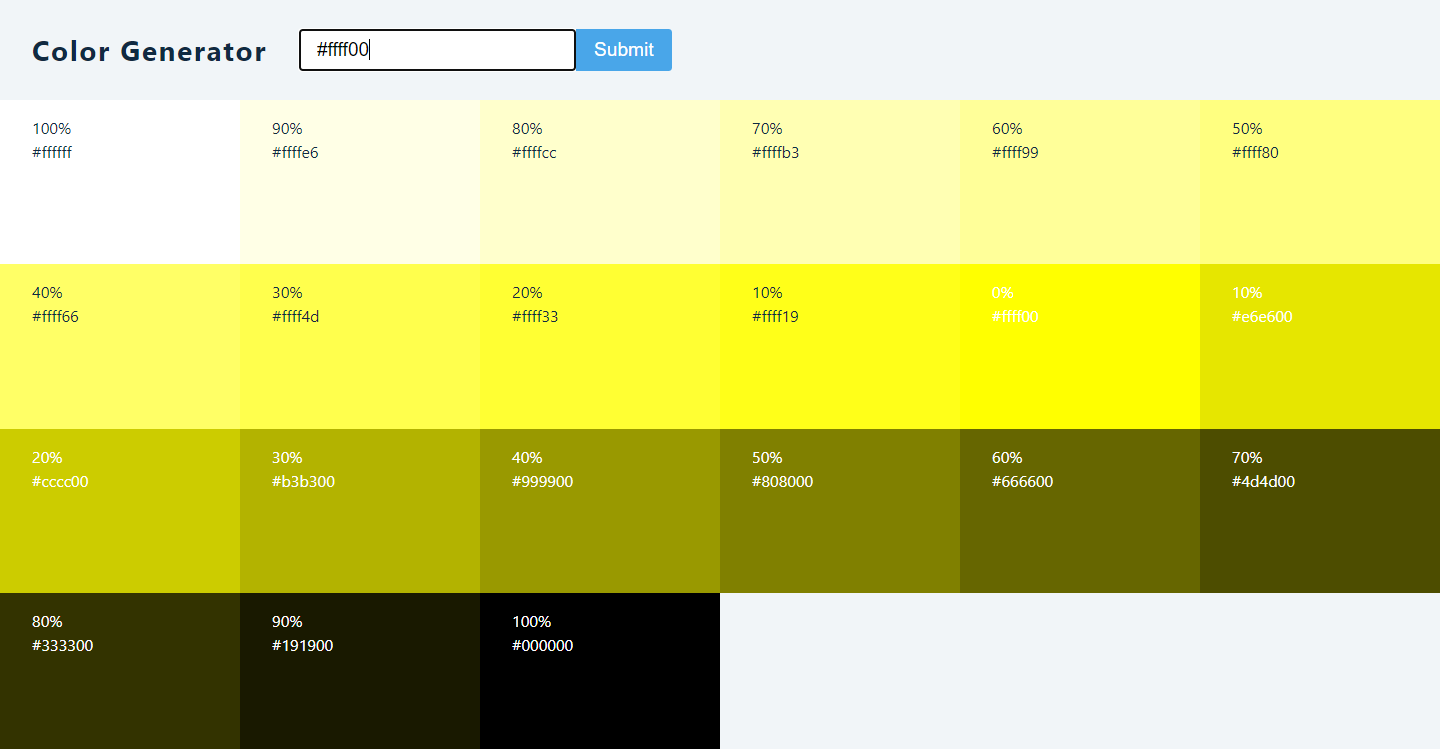 Color Generator
#ffff00
Submit
100%
#ffffff
90%
#ffffe6
80%
#ffffcc
70%
#ffffb3
60%
#ffff99
50%
#ffff80
40%
#ffff66
30%
#ffff4d
20%
#ffff33
10%
#ffff19
0%
#ffff00
10%
#e6e600
20%
#cccc00
30%
#b3b300
40%
#999900
50%
#808000
60%
#666600
70%
#4d4d00
80%
#333300
90%
#191900
100%
#000000